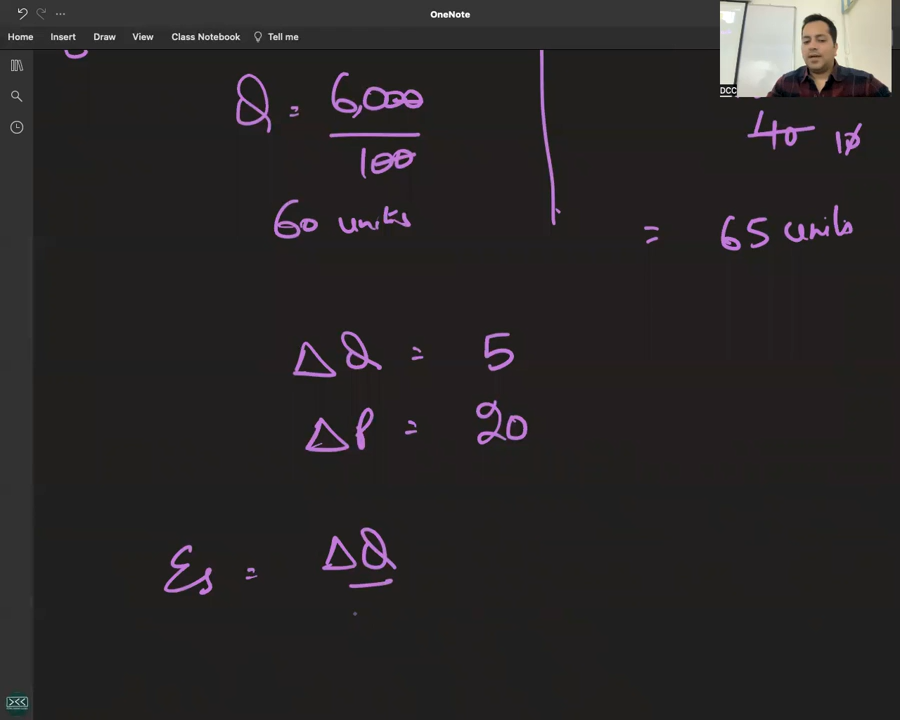 OneNote
Home Insert Draw View Class Notebook Tell me
DCC
Q = 6,000
100
60 units
40 10
= 65 units
ΔQ = 5
ΔP = 20
Es = ΔQ